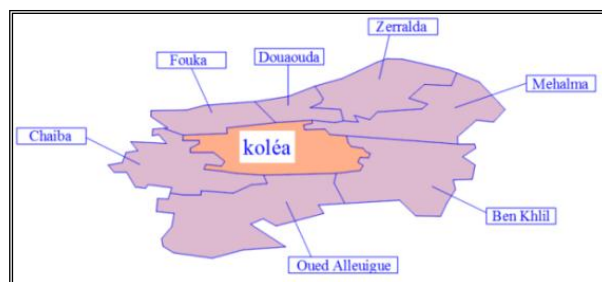 Zerralda
Douaouda
Fouka
Mehalma
Chaiba
koléa
Ben Khlil
Oued Alleuigue